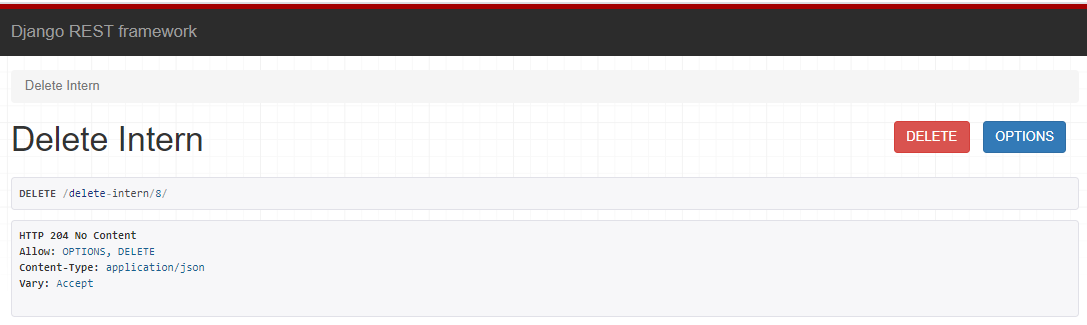 Django REST framework
Delete Intern
Delete Intern
DELETE
OPTIONS
DELETE /delete-intern/8/
HTTP 204 No Content
Allow: OPTIONS, DELETE
Content-Type: application/json
Vary: Accept